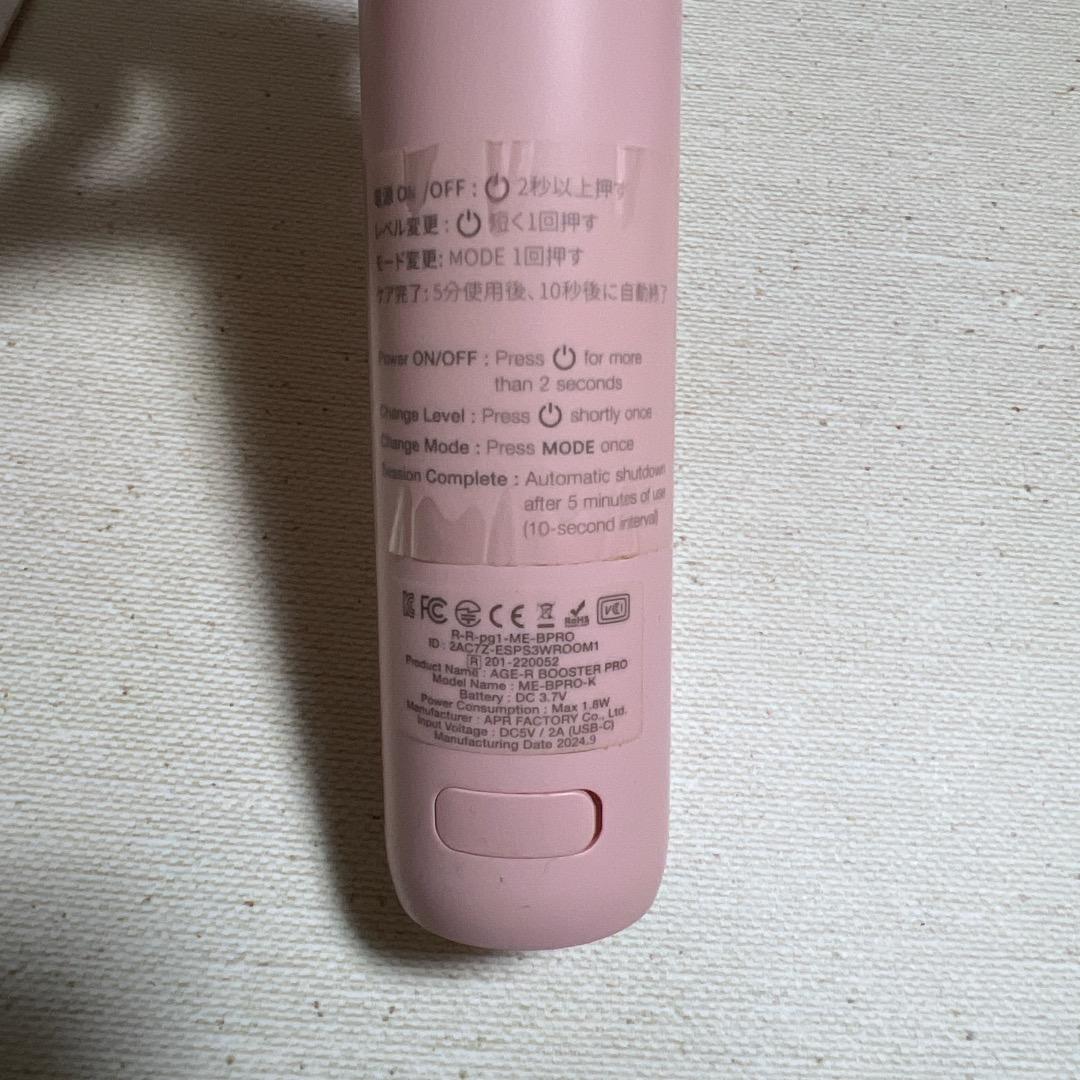 電源 ON /OFF : 2秒以上押す
レベル変更 : 短く1回押す
モード変更: MODE 1回押す
ケア完了: 5分使用後、10秒後に自動終了
Power ON/OFF : Press for more
than 2 seconds
Change Level : Press shortly once
Change Mode : Press MODE once
Session Complete : Automatic shutdown
after 5 minutes of use
(10-second interval)
FC CE RoHS VCI
R-R-pg1-ME-BPRO
ID : 2AC7Z-ESPS3WROOM1
R 201-220052
Product Name : AGE-R BOOSTER PRO
Model Name : ME-BPRO-K
Battery : DC 3.7V
Power Consumption : Max 1.8W
Manufacturer : APR FACTORY Co., Ltd.
Input Voltage : DC5V / 2A (USB-C)
Manufacturing Date 2024.9